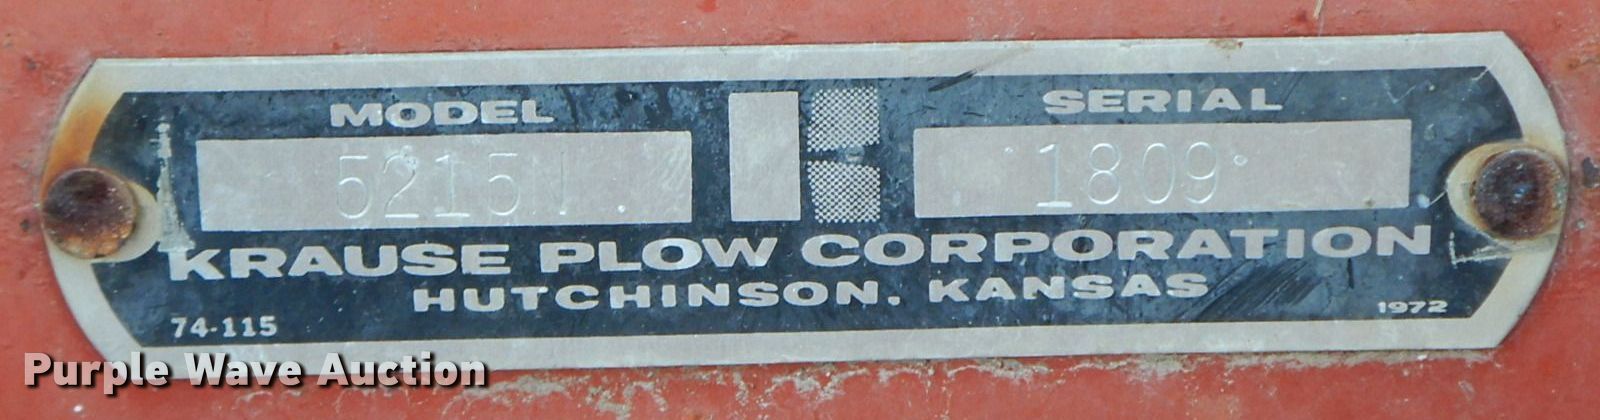 MODEL
SERIAL
5215
1809
KRAUSE PLOW CORPORATION
HUTCHINSON, KANSAS
74-115
1972
Purple Wave Auction